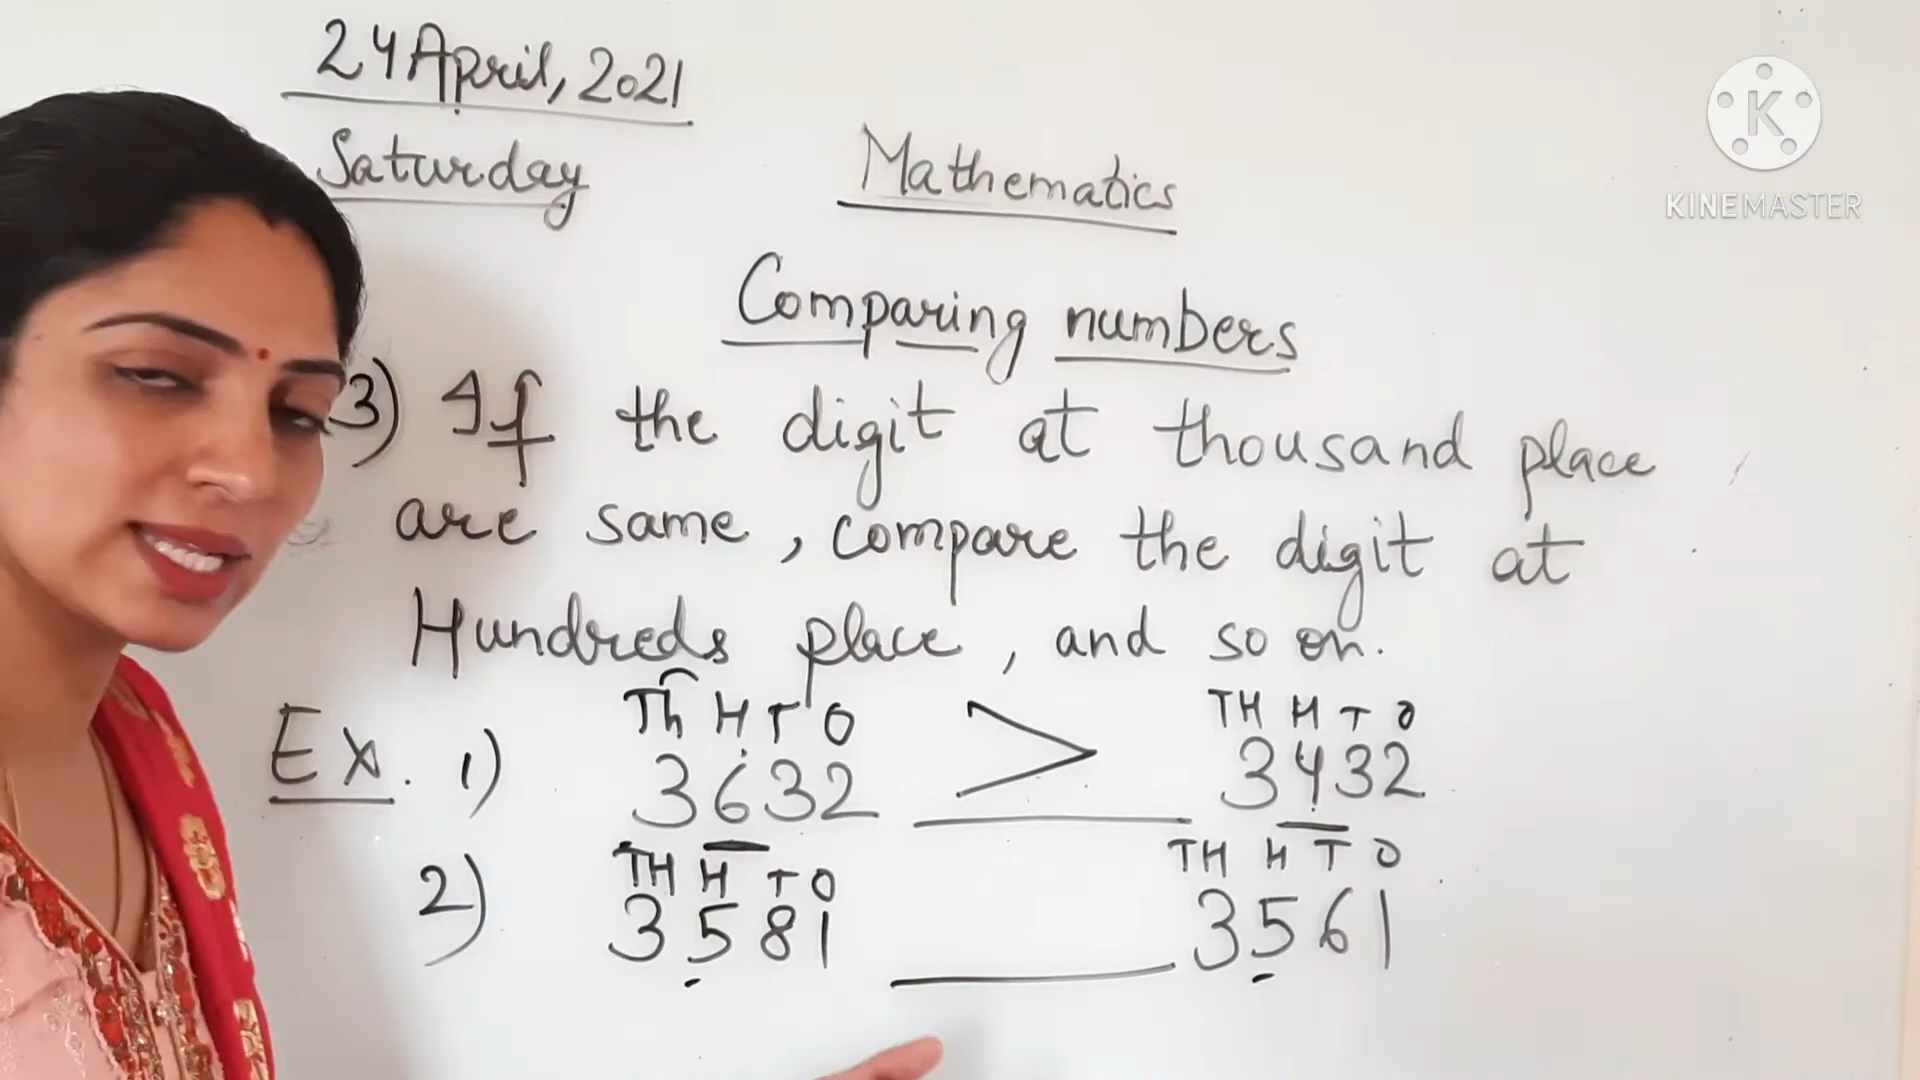 24 April, 2021
Saturday
Mathematics
KINEMASTER
Comparing numbers
3) If the digit at thousand place
are same, compare the digit at
Hundreds place, and so on.
Th H T O TH H T O
Ex. 1) 3632 > 3432
TH H T O TH H T O
2) 3581 ____ 3561